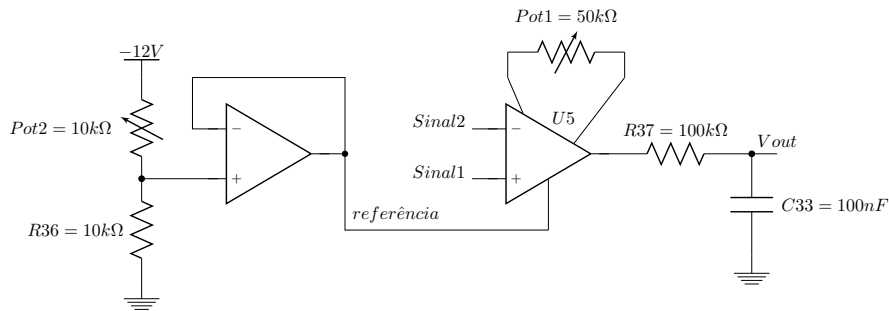 Pot1 = 50kΩ
−12V
Sinal2
U5
Pot2 = 10kΩ
−
−
R37 = 100kΩ
Vout
Sinal1
+
+
R36 = 10kΩ
referência
C33 = 100nF